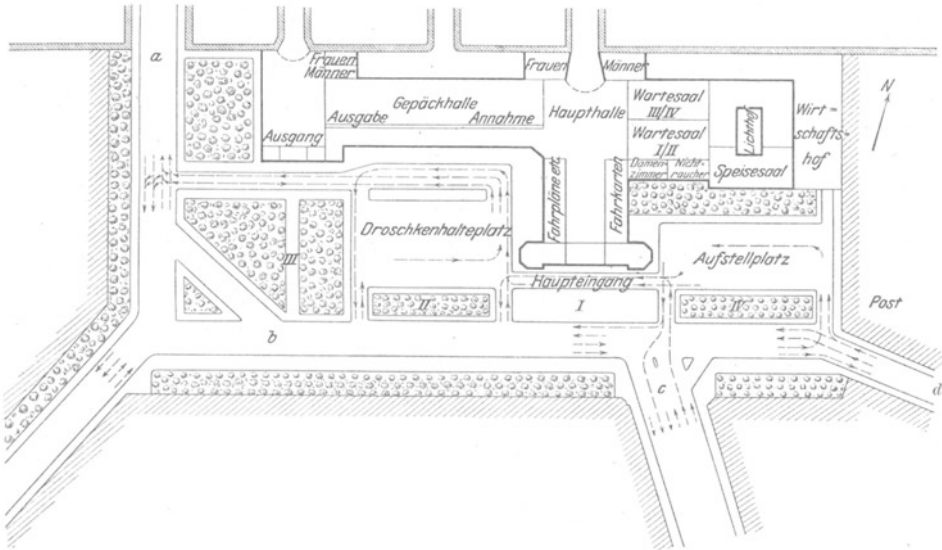 a
Frauen
Männer
Frauen
Männer
N
Gepäckhalle
Ausgabe
Annahme
Haupthalle
Wartesaal
III/IV
Wartesaal
I/II
Lichthof
Wirt-
schafts-
hof
Ausgang
Damen-
zimmer
Nicht-
raucher
Speisesaal
Fahrpläne etc.
Fahrkarten
Droschkenhalteplatz
III
Aufstellplatz
Haupteingang
II
I
IV
Post
b
c
d